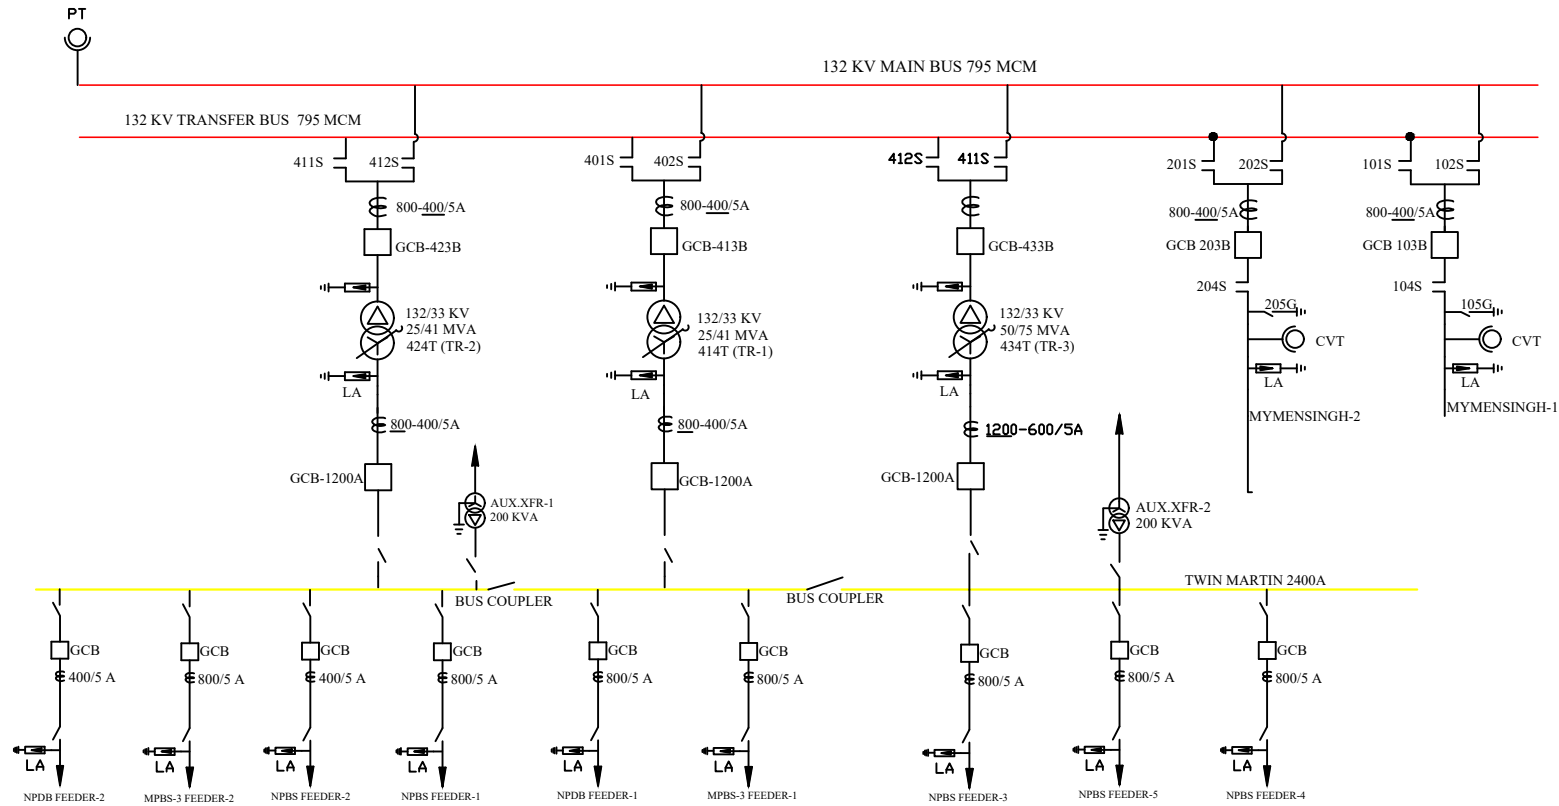 PT
132 KV MAIN BUS 795 MCM
132 KV TRANSFER BUS 795 MCM
411S
412S
401S
402S
412S
411S
201S
202S
101S
102S
800-400/5A
800-400/5A
800-400/5A
800-400/5A
GCB-423B
GCB-413B
GCB-433B
GCB 203B
GCB 103B
204S
104S
205G
105G
132/33 KV
25/41 MVA
424T (TR-2)
132/33 KV
25/41 MVA
414T (TR-1)
132/33 KV
50/75 MVA
434T (TR-3)
CVT
CVT
LA
LA
LA
LA
LA
MYMENSINGH-2
MYMENSINGH-1
800-400/5A
800-400/5A
1200-600/5A
GCB-1200A
GCB-1200A
GCB-1200A
AUX.XFR-1
200 KVA
AUX.XFR-2
200 KVA
TWIN MARTIN 2400A
BUS COUPLER
BUS COUPLER
GCB
GCB
GCB
GCB
GCB
GCB
GCB
GCB
GCB
400/5 A
800/5 A
400/5 A
800/5 A
800/5 A
800/5 A
800/5 A
800/5 A
800/5 A
LA
LA
LA
LA
LA
LA
LA
LA
LA
NPDB FEEDER-2
MPBS-3 FEEDER-2
NPBS FEEDER-2
NPBS FEEDER-1
NPDB FEEDER-1
MPBS-3 FEEDER-1
NPBS FEEDER-3
NPBS FEEDER-5
NPBS FEEDER-4